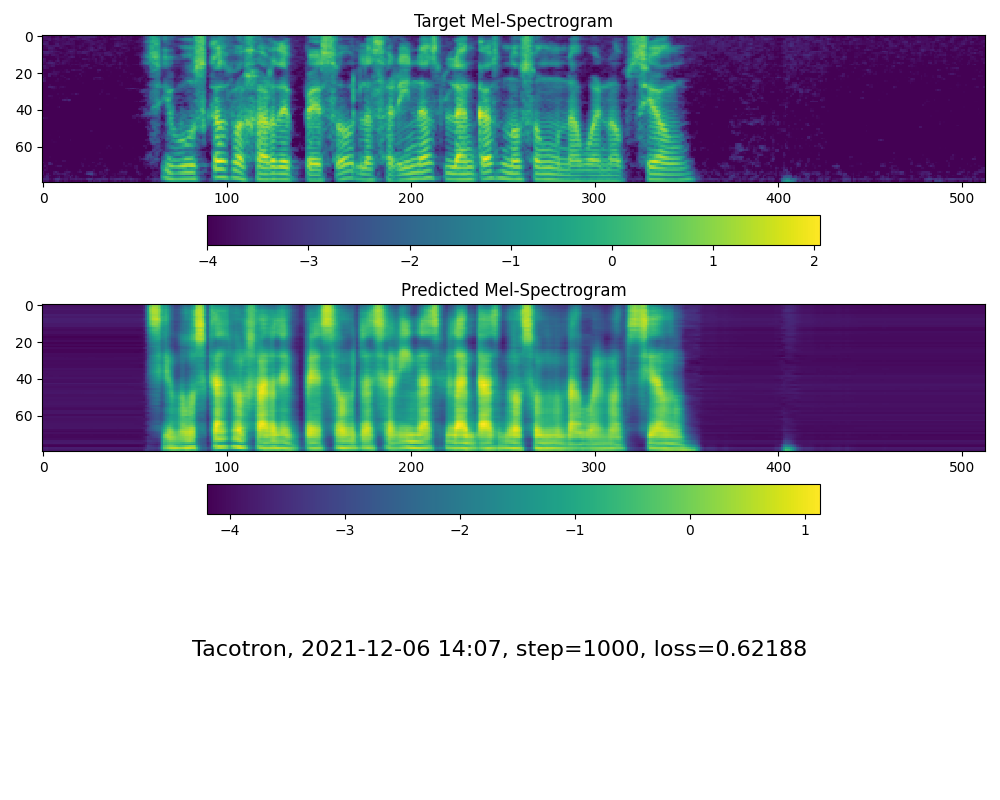 Target Mel-Spectrogram
0
20
40
60
0 100 200 300 400 500
−4 −3 −2 −1 0 1 2
Predicted Mel-Spectrogram
0
20
40
60
0 100 200 300 400 500
−4 −3 −2 −1 0 1
Tacotron, 2021-12-06 14:07, step=1000, loss=0.62188